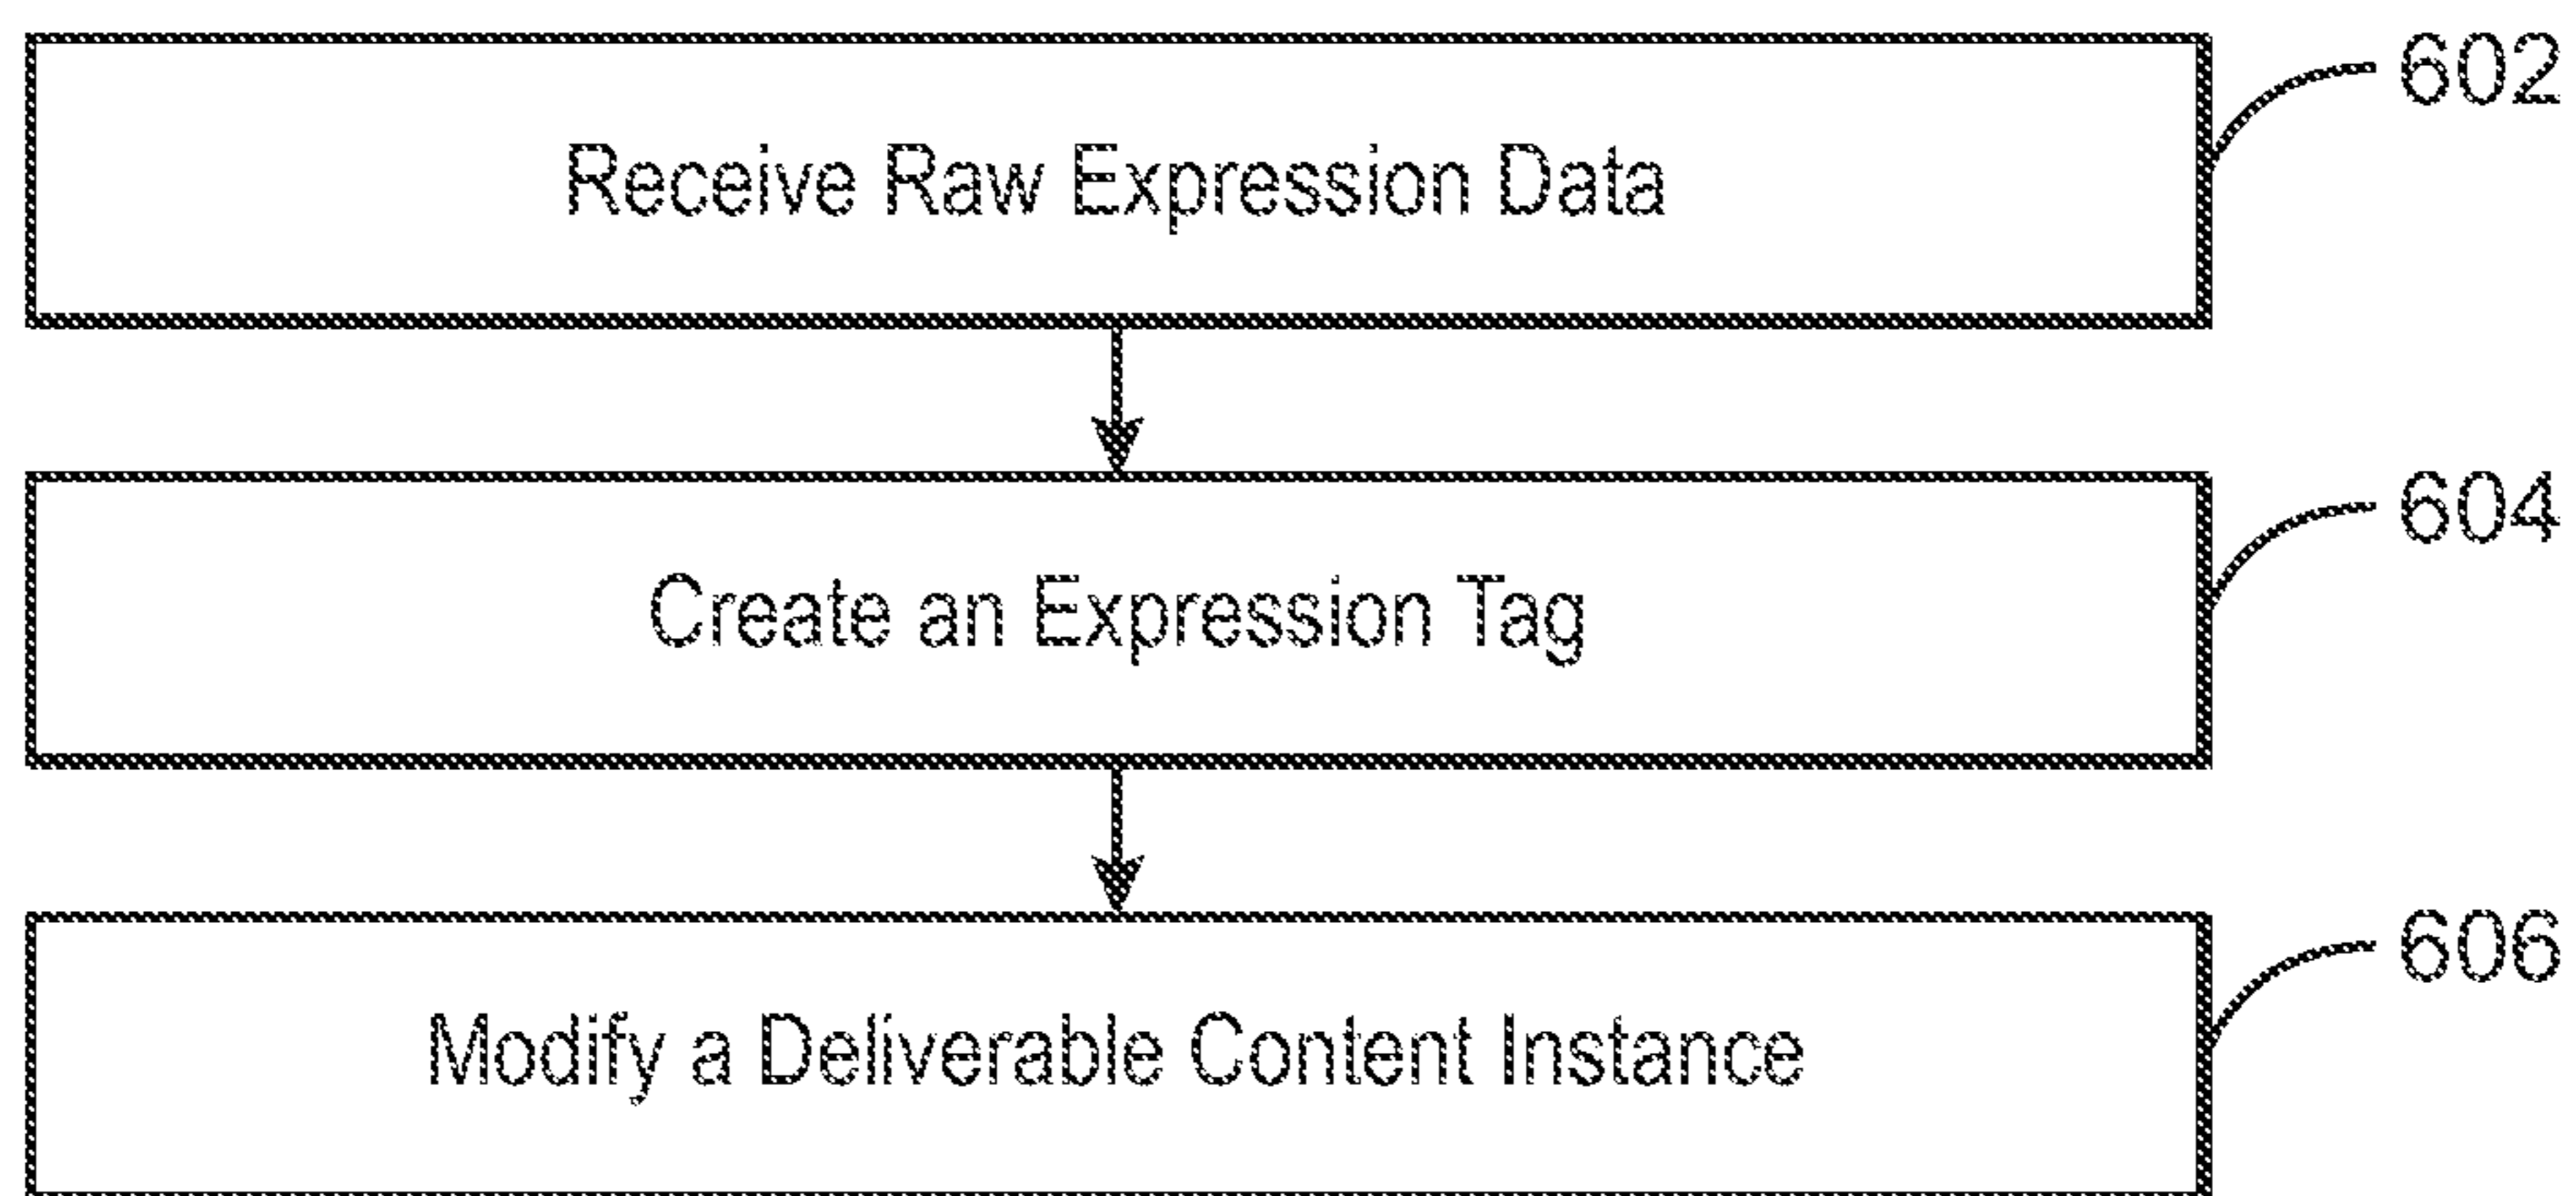 Receive Raw Expression Data
602
Create an Expression Tag
604
Modify a Deliverable Content Instance
606